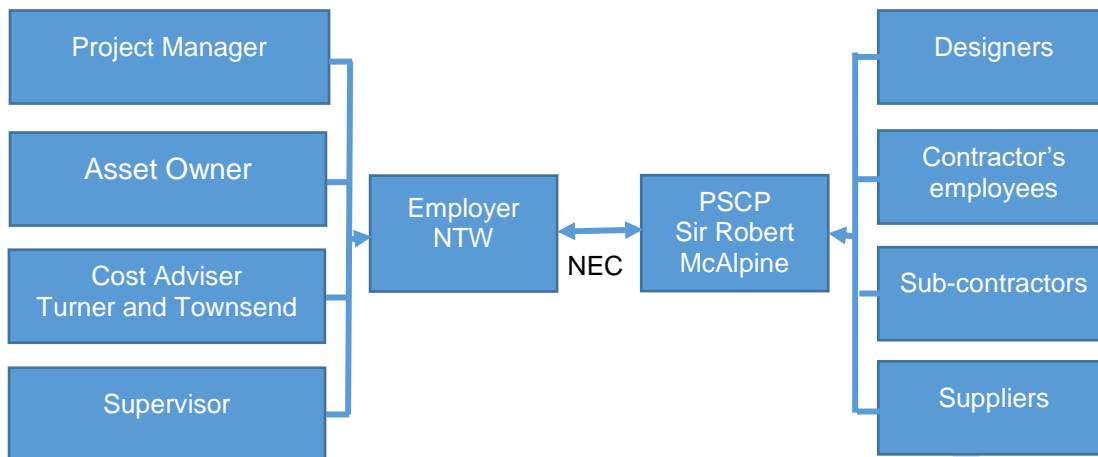 Project Manager
Asset Owner
Cost Adviser
Turner and Townsend
Supervisor
Employer
NTW
NEC
PSCP
Sir Robert
McAlpine
Designers
Contractor’s
employees
Sub-contractors
Suppliers